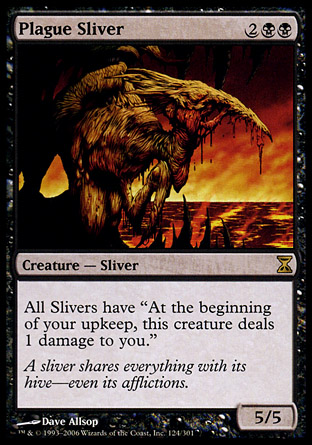 Plague Sliver 2
Creature — Sliver
All Slivers have “At the beginning
of your upkeep, this creature deals
1 damage to you.”
A sliver shares everything with its
hive—even its afflictions.
Dave Allsop
™ & © 1993–2006 Wizards of the Coast, Inc. 124/301
5/5